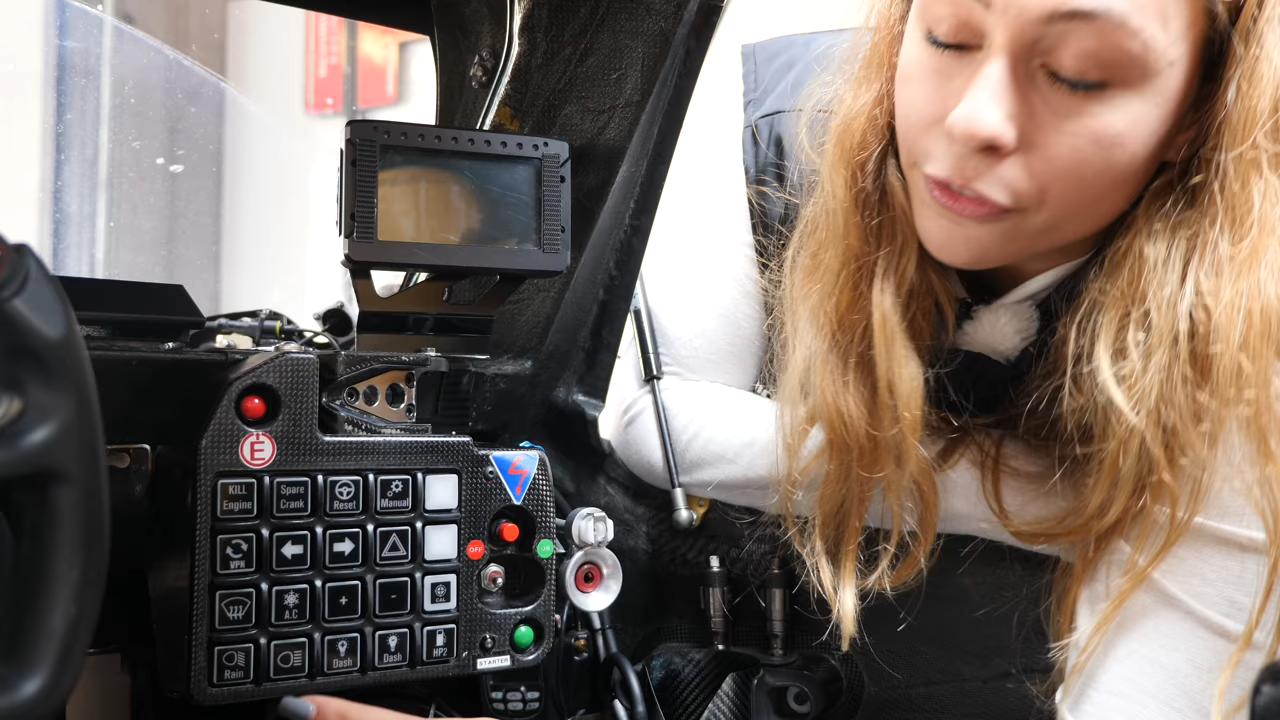 E
KILL
Engine
Spare
Crank
Reset
Manual
VPN
OFF
A.C
+
-
CAL
Rain
Dash
Dash
HP2
STARTER